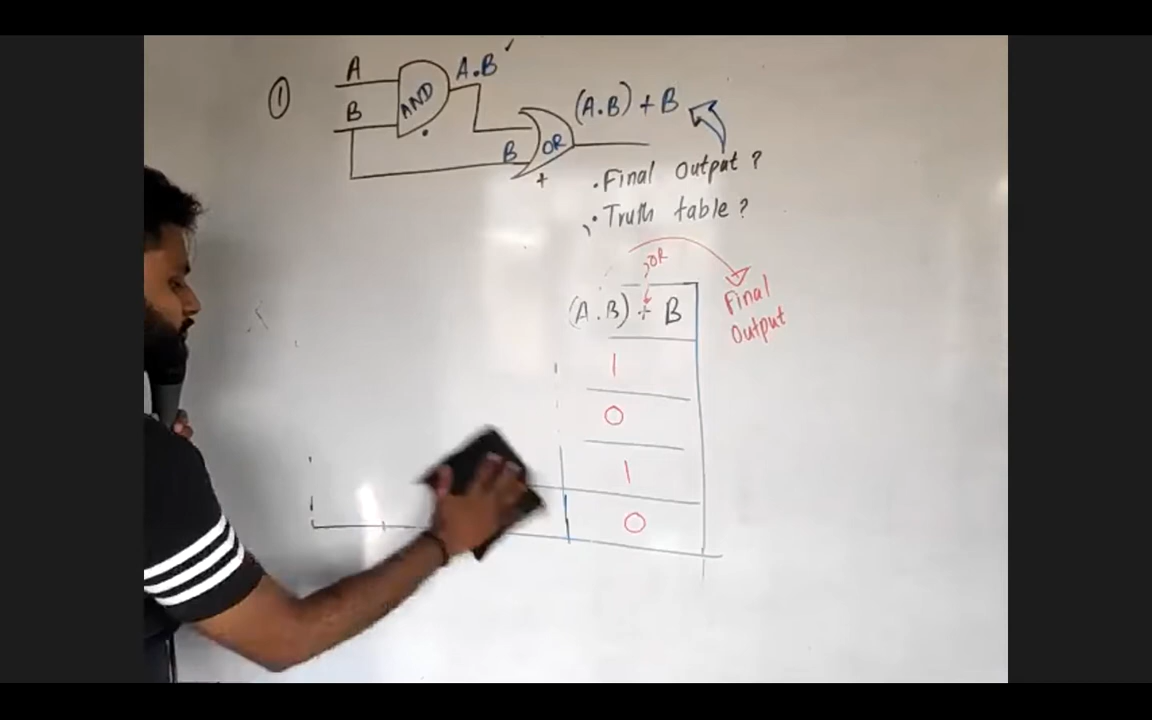 ① A A.B ✓
B AND
.
(A.B) + B
B OR
+
. Final Output ?
. Truth table ?
OR
(A.B) + B
Final
Output
1
0
1
0